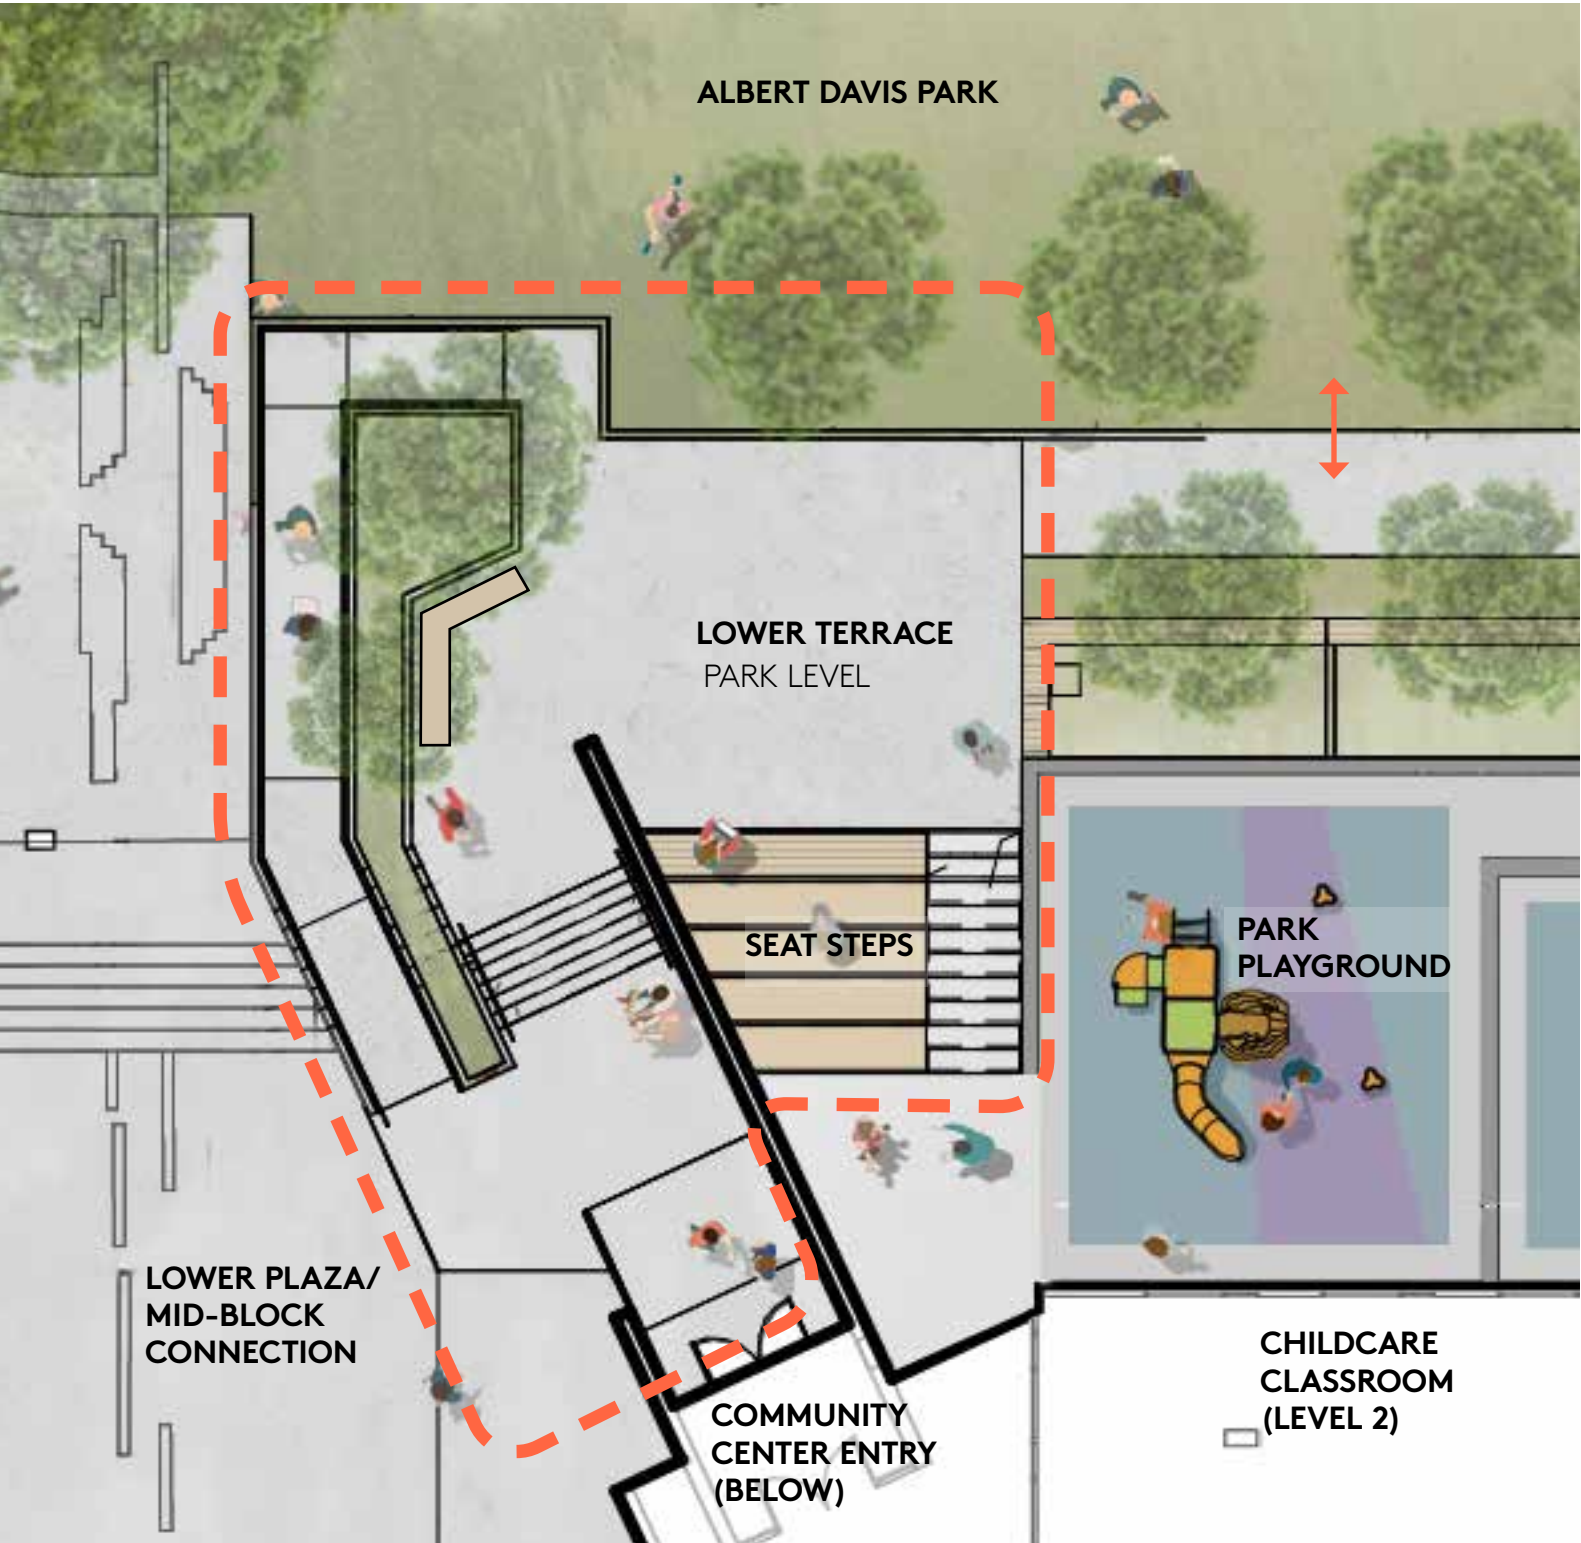 ALBERT DAVIS PARK
LOWER TERRACE
PARK LEVEL
SEAT STEPS
PARK
PLAYGROUND
LOWER PLAZA/
MID-BLOCK
CONNECTION
CHILDCARE
CLASSROOM
(LEVEL 2)
COMMUNITY
CENTER ENTRY
(BELOW)